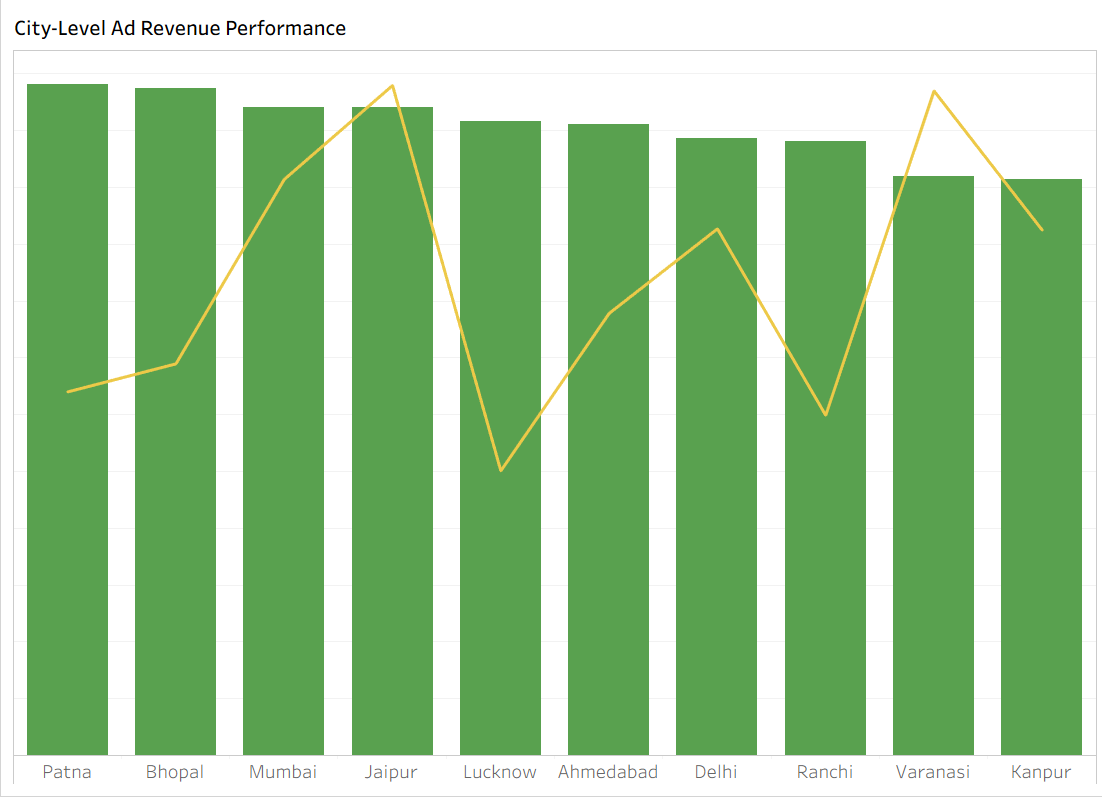 City-Level Ad Revenue Performance
Patna Bhopal Mumbai Jaipur Lucknow Ahmedabad Delhi Ranchi Varanasi Kanpur